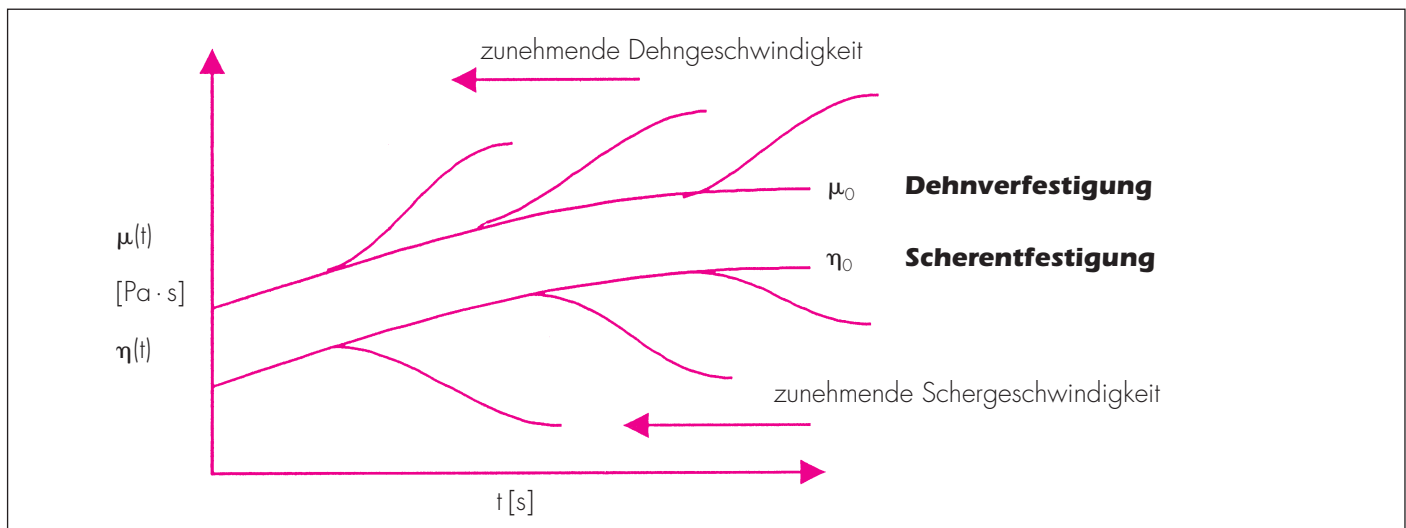 zunehmende Dehngeschwindigkeit
μ₀ Dehnverfestigung
μ(t)
η₀ Scherentfestigung
[Pa · s]
η(t)
zunehmende Schergeschwindigkeit
t [s]